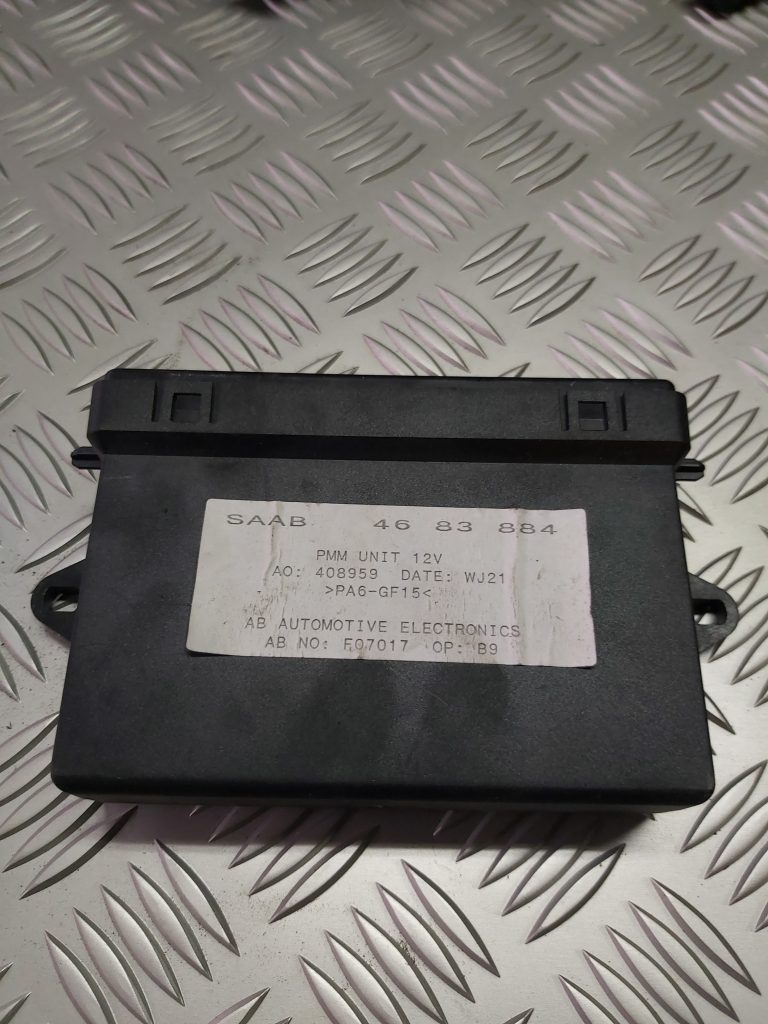 SAAB 46 83 884
PMM UNIT 12V
AO: 408959 DATE: WJ21
>PA6-GF15<
AB AUTOMOTIVE ELECTRONICS
AB NO: F07017 OP: B9